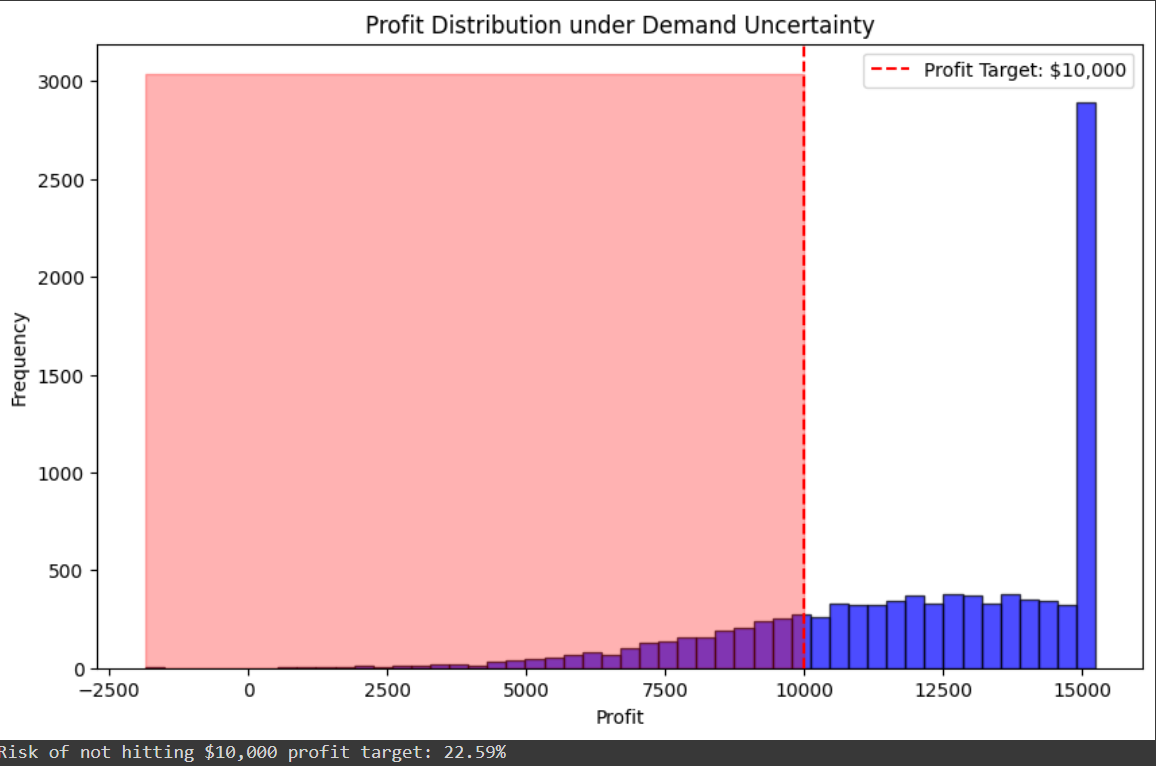 Profit Distribution under Demand Uncertainty
Profit Target: $10,000
3000
2500
2000
1500
1000
500
0
Frequency
−2500 0 2500 5000 7500 10000 12500 15000
Profit
Risk of not hitting $10,000 profit target: 22.59%